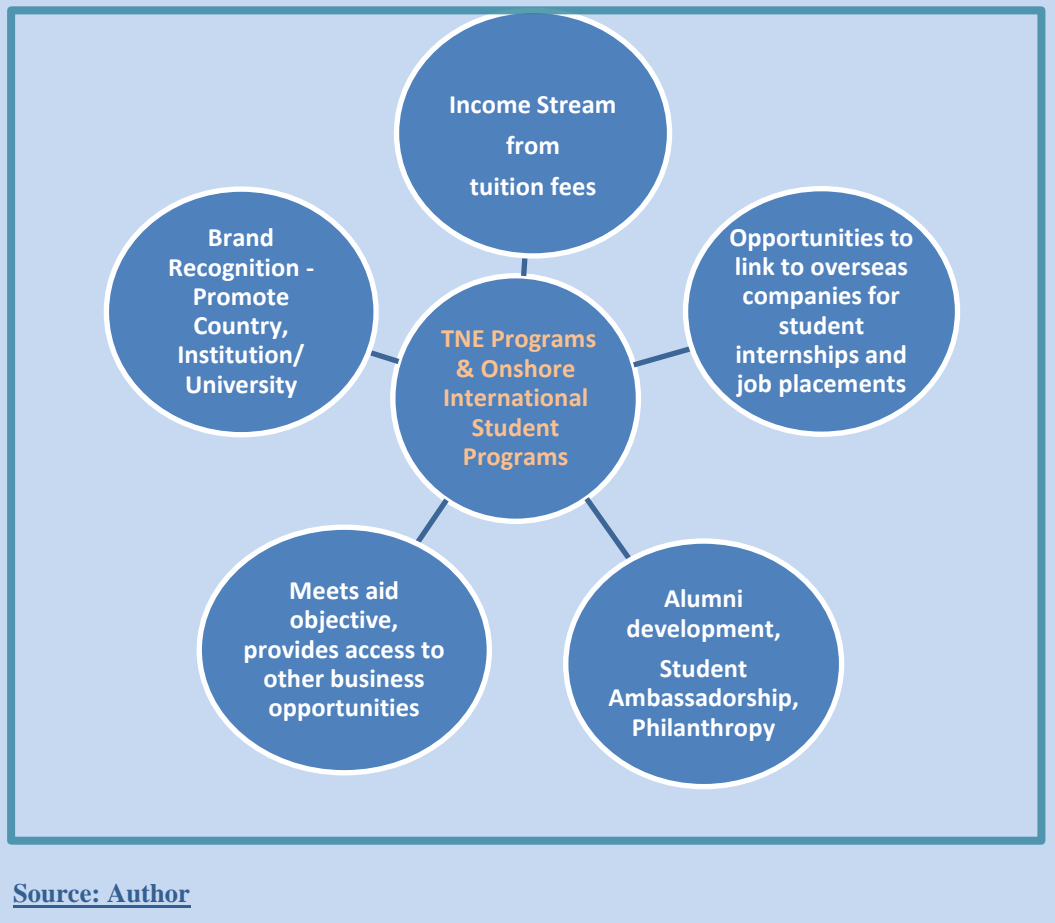 Income Stream
from
tuition fees
Brand
Recognition -
Promote
Country,
Institution/
University
Opportunities to
link to overseas
companies for
student
internships and
job placements
TNE Programs
& Onshore
International
Student
Programs
Meets aid
objective,
provides access to
other business
opportunities
Alumni
development,
Student
Ambassadorship,
Philanthropy
Source: Author